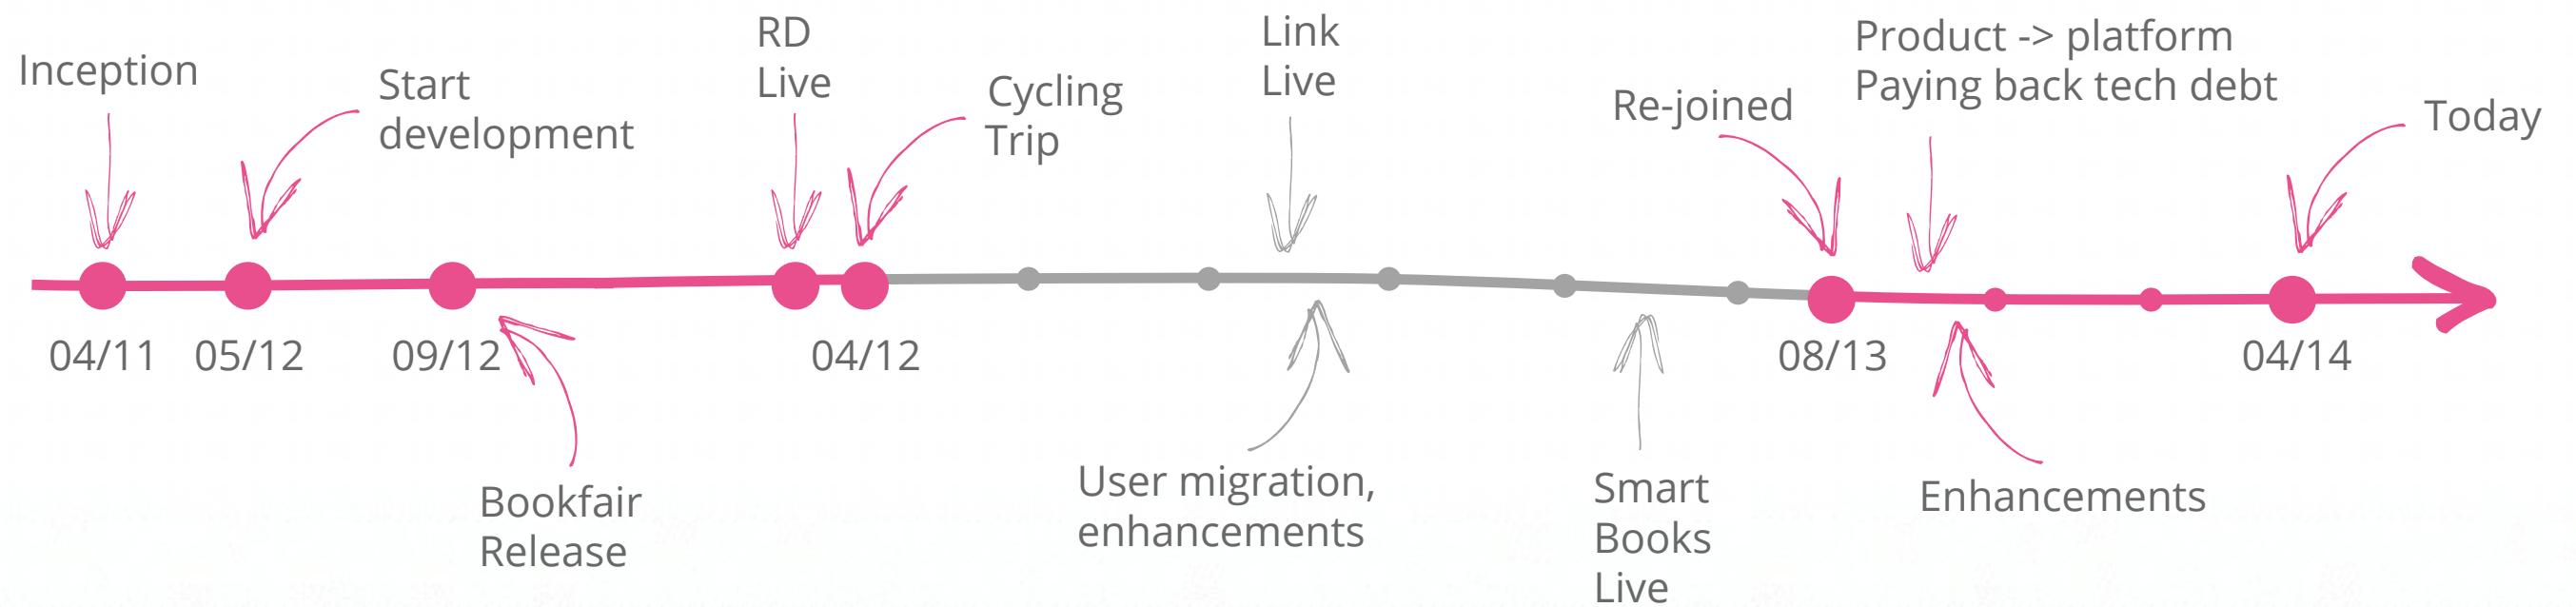 Inception
Start
development
RD
Live
Cycling
Trip
Link
Live
Re-joined
Product -> platform
Paying back tech debt
Today
04/11
05/12
09/12
04/12
08/13
04/14
Bookfair
Release
User migration,
enhancements
Smart
Books
Live
Enhancements